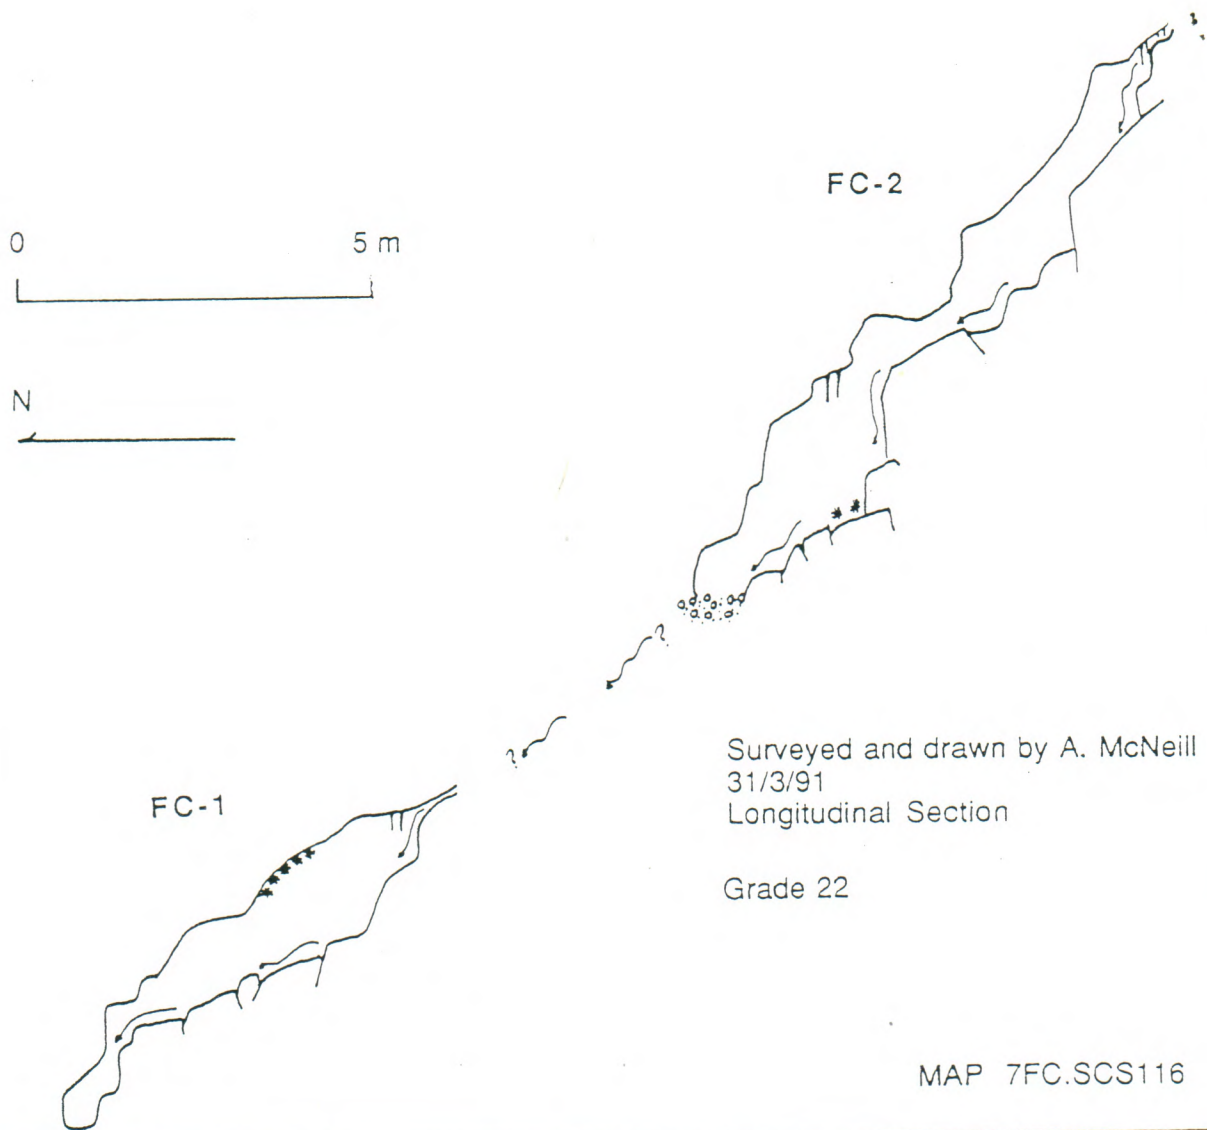 FC-2
0 5 m
N
?
?
Surveyed and drawn by A. McNeill
31/3/91
Longitudinal Section
FC-1
Grade 22
MAP 7FC.SCS116